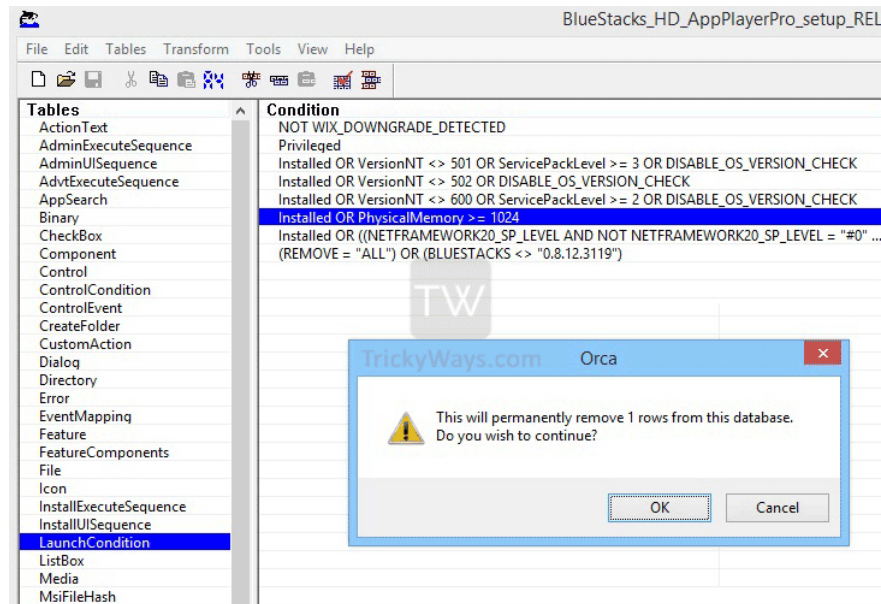 BlueStacks_HD_AppPlayerPro_setup_REL
File Edit Tables Transform Tools View Help
Tables
ActionText
AdminExecuteSequence
AdminUISequence
AdvtExecuteSequence
AppSearch
Binary
CheckBox
Component
Control
ControlCondition
ControlEvent
CreateFolder
CustomAction
Dialog
Directory
Error
EventMapping
Feature
FeatureComponents
File
Icon
InstallExecuteSequence
InstallUISequence
LaunchCondition
ListBox
Media
MsiFileHash
Condition
NOT WIX_DOWNGRADE_DETECTED
Privileged
Installed OR VersionNT <> 501 OR ServicePackLevel >= 3 OR DISABLE_OS_VERSION_CHECK
Installed OR VersionNT <> 502 OR DISABLE_OS_VERSION_CHECK
Installed OR VersionNT <> 600 OR ServicePackLevel >= 2 OR DISABLE_OS_VERSION_CHECK
Installed OR PhysicalMemory >= 1024
Installed OR ((NETFRAMEWORK20_SP_LEVEL AND NOT NETFRAMEWORK20_SP_LEVEL = "#0" ...
(REMOVE = "ALL") OR (BLUESTACKS <> "0.8.12.3119")
TW
TrickyWays.com
Orca
This will permanently remove 1 rows from this database.
Do you wish to continue?
OK Cancel